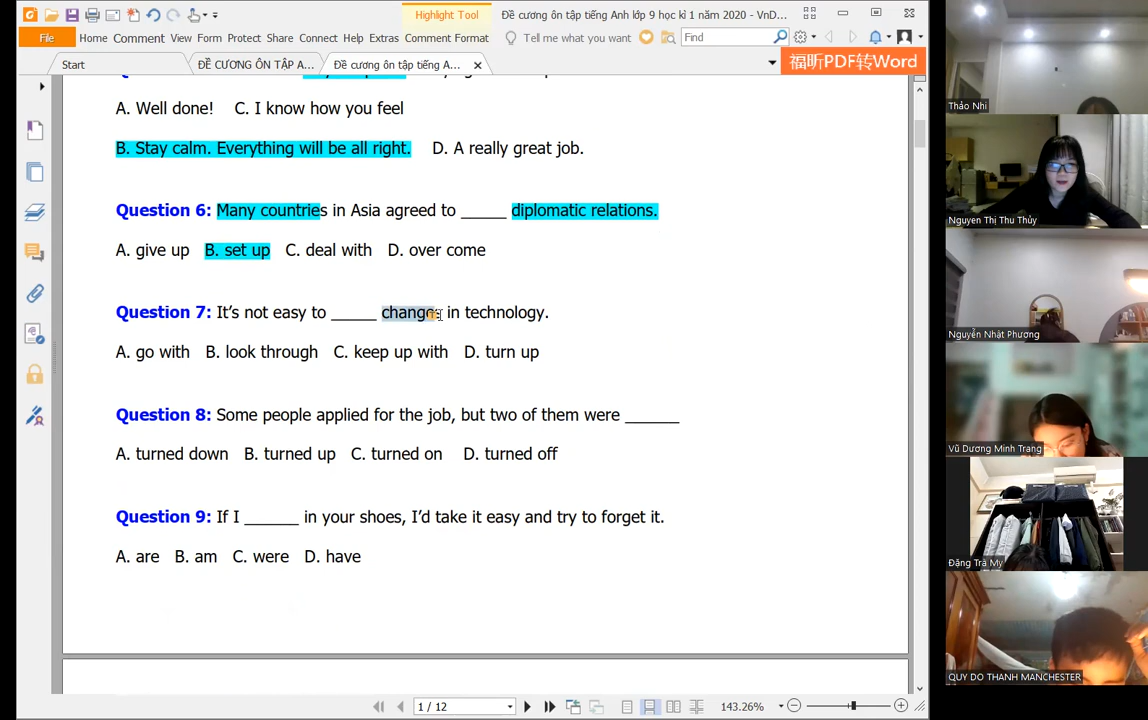 Highlight Tool
Đề cương ôn tập tiếng Anh lớp 9 học kì 1 năm 2020 - VnD...
File Home Comment View Form Protect Share Connect Help Extras Comment Format Tell me what you want Find
Start ĐỀ CƯƠNG ÔN TẬP A... Đề cương ôn tập tiếng A...
福昕PDF转Word
A. Well done! C. I know how you feel
B. Stay calm. Everything will be all right. D. A really great job.
Question 6: Many countries in Asia agreed to _____ diplomatic relations.
A. give up B. set up C. deal with D. over come
Question 7: It's not easy to _____ changes in technology.
A. go with B. look through C. keep up with D. turn up
Question 8: Some people applied for the job, but two of them were ______
A. turned down B. turned up C. turned on D. turned off
Question 9: If I ______ in your shoes, I'd take it easy and try to forget it.
A. are B. am C. were D. have
1 / 12
143.26%
Thảo Nhi
Nguyen Thị Thu Thủy
Nguyễn Nhật Phượng
Vũ Dương Minh Trang
Đặng Trà My
QUY DO THANH MANCHESTER